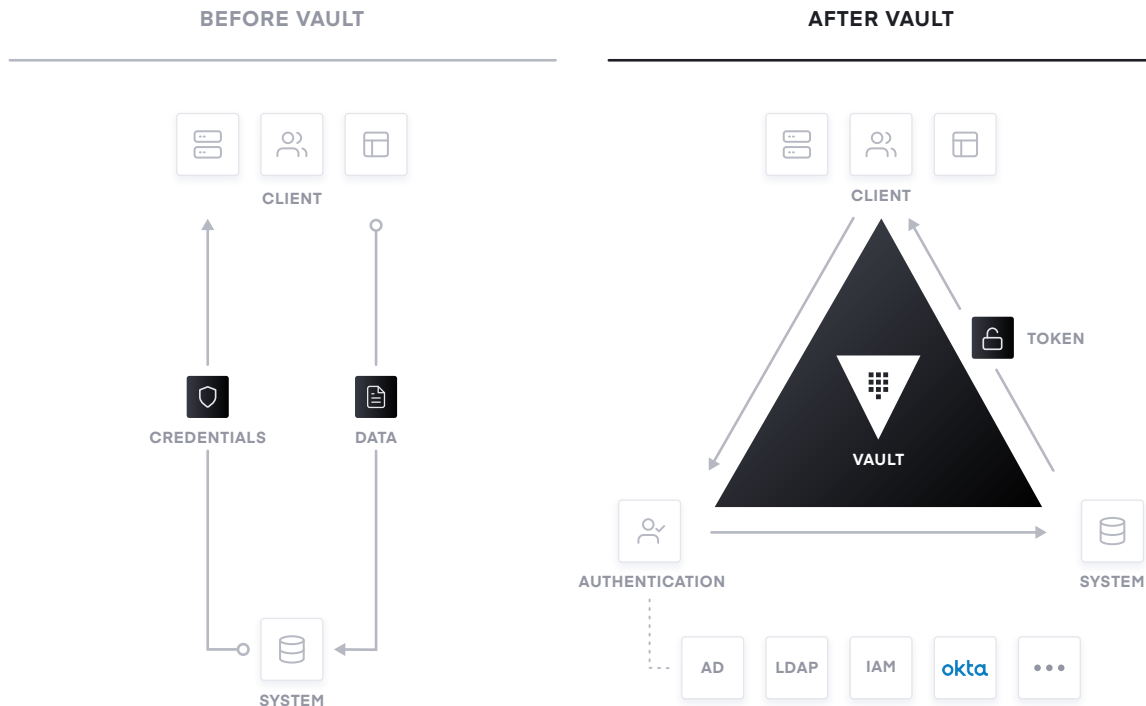 BEFORE VAULT
CLIENT
CREDENTIALS
DATA
SYSTEM
AFTER VAULT
CLIENT
TOKEN
VAULT
AUTHENTICATION
SYSTEM
AD
LDAP
IAM
okta